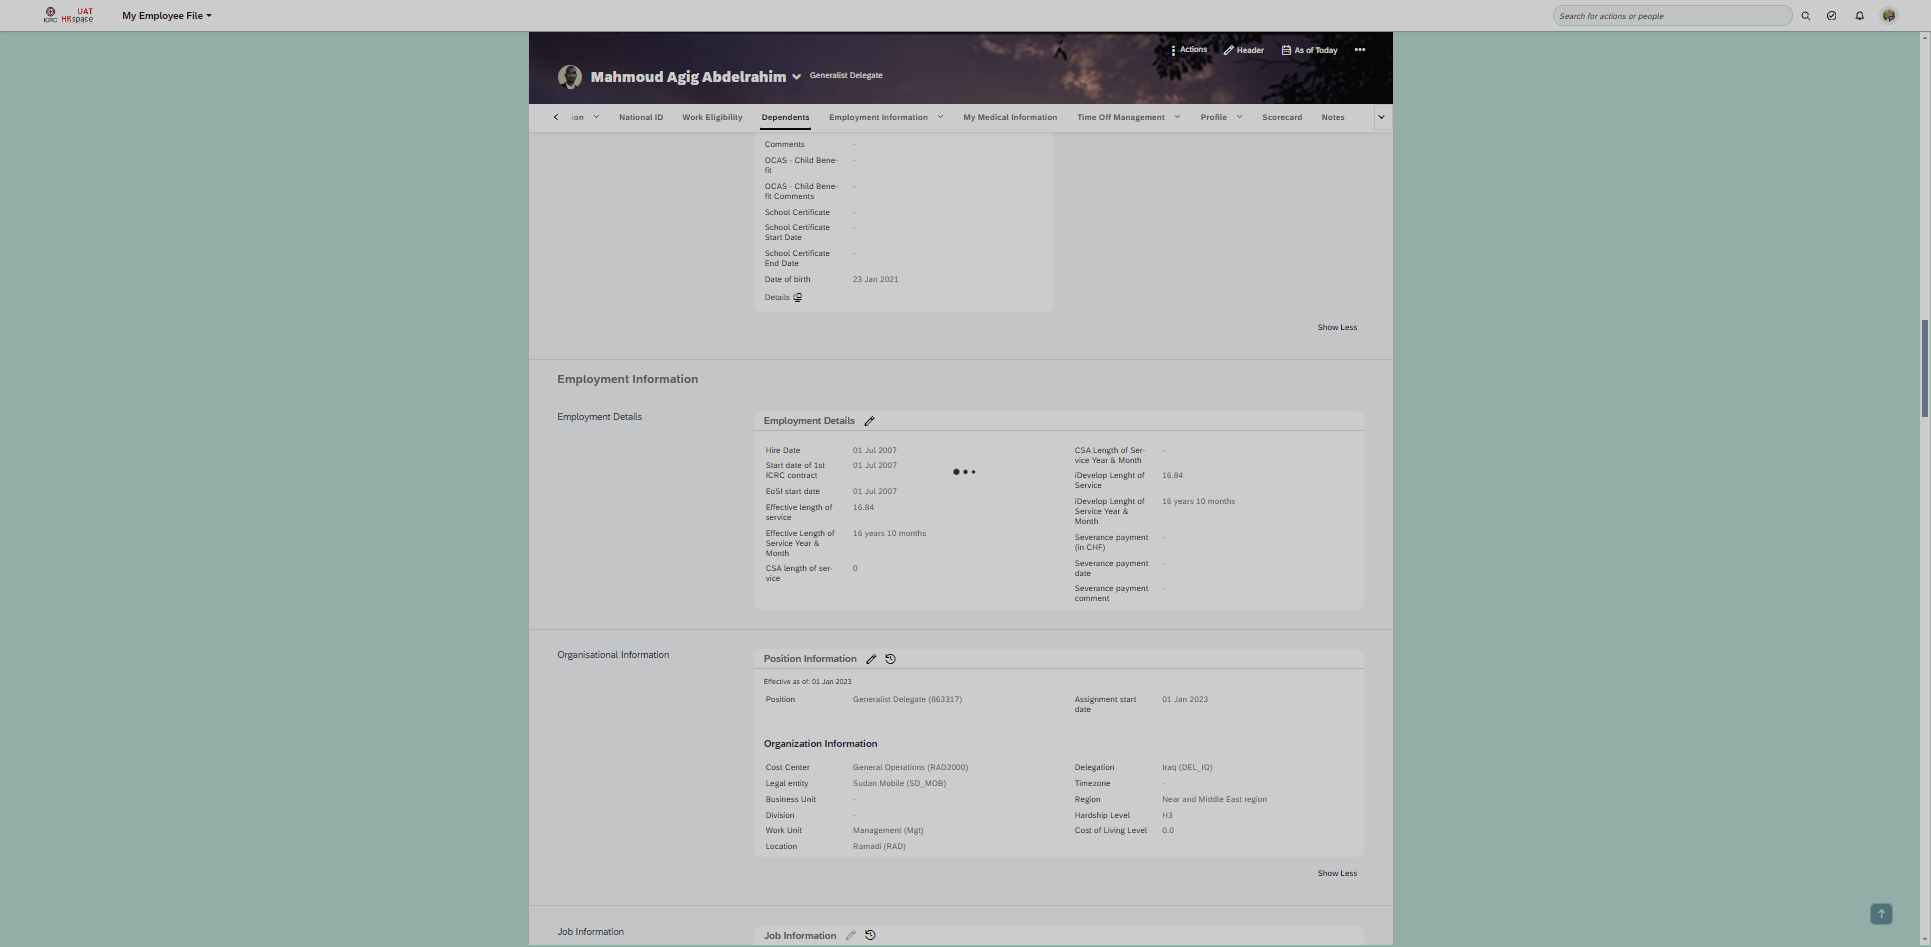 ICRC UAT HRspace
My Employee File
Search for actions or people
Actions
Header
As of Today
Mahmoud Agig Abdelrahim
Generalist Delegate
ion
National ID
Work Eligibility
Dependents
Employment Information
My Medical Information
Time Off Management
Profile
Scorecard
Notes
Comments -
OCAS - Child Bene- -
fit
OCAS - Child Bene- -
fit Comments
School Certificate -
School Certificate -
Start Date
School Certificate -
End Date
Date of birth 23 Jan 2021
Details
Show Less
Employment Information
Employment Details
Employment Details
Hire Date 01 Jul 2007
Start date of 1st 01 Jul 2007
ICRC contract
EoSI start date 01 Jul 2007
Effective length of 16.84
service
Effective Length of 16 years 10 months
Service Year &
Month
CSA length of ser- 0
vice
CSA Length of Ser- -
vice Year & Month
iDevelop Lenght of 16.84
Service
iDevelop Lenght of 16 years 10 months
Service Year &
Month
Severance payment -
(in CHF)
Severance payment -
date
Severance payment -
comment
Organisational Information
Position Information
Effective as of: 01 Jan 2023
Position Generalist Delegate (863317)
Assignment start 01 Jan 2023
date
Organization Information
Cost Center General Operations (RAD2000)
Legal entity Sudan Mobile (SD_MOB)
Business Unit -
Division -
Work Unit Management (Mgt)
Location Ramadi (RAD)
Delegation Iraq (DEL_IQ)
Timezone -
Region Near and Middle East region
Hardship Level H3
Cost of Living Level 0.0
Show Less
Job Information
Job Information